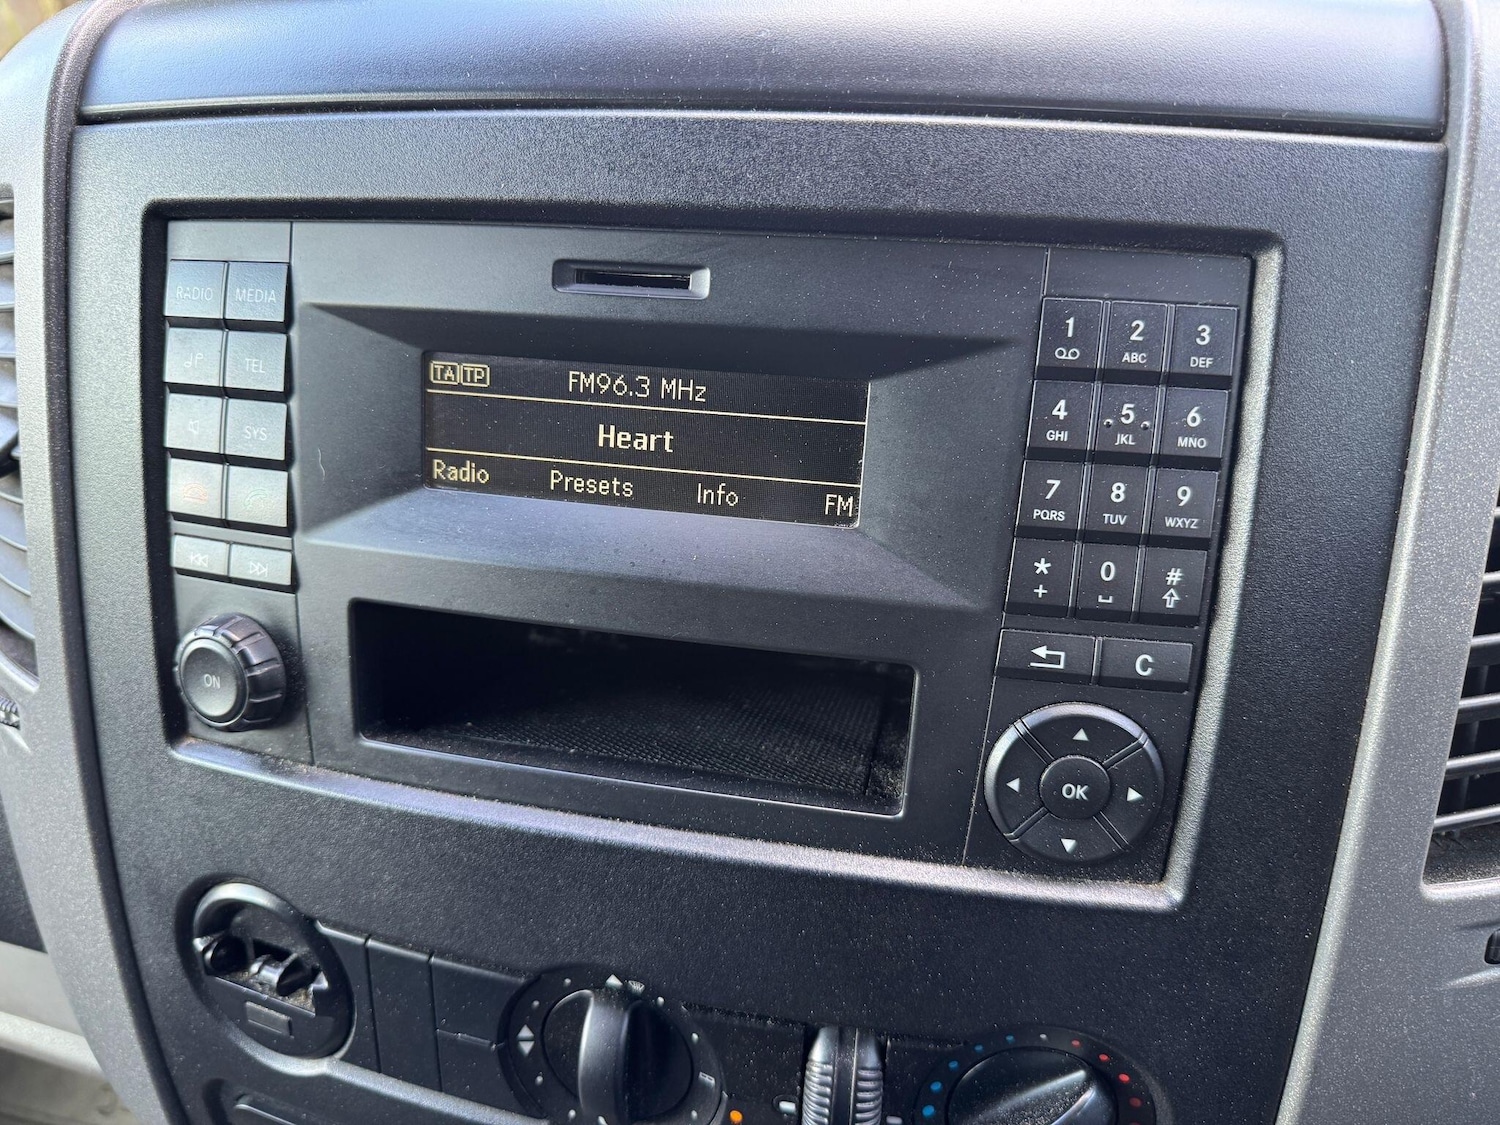 RADIO MEDIA
TEL
SYS
ON
TA TP FM96.3 MHz
Heart
Radio Presets Info FM
1 2 3
ABC DEF
4 5 6
GHI JKL MNO
7 8 9
PQRS TUV WXYZ
* 0 #
+
C
OK